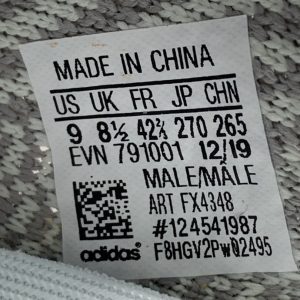 MADE IN CHINA
US UK FR JP CHN
9 8½ 42⅔ 270 265
EVN 791001 12/19
MALE/MALE
ART FX4348
#124541987
adidas F8HGV2PwQ2495